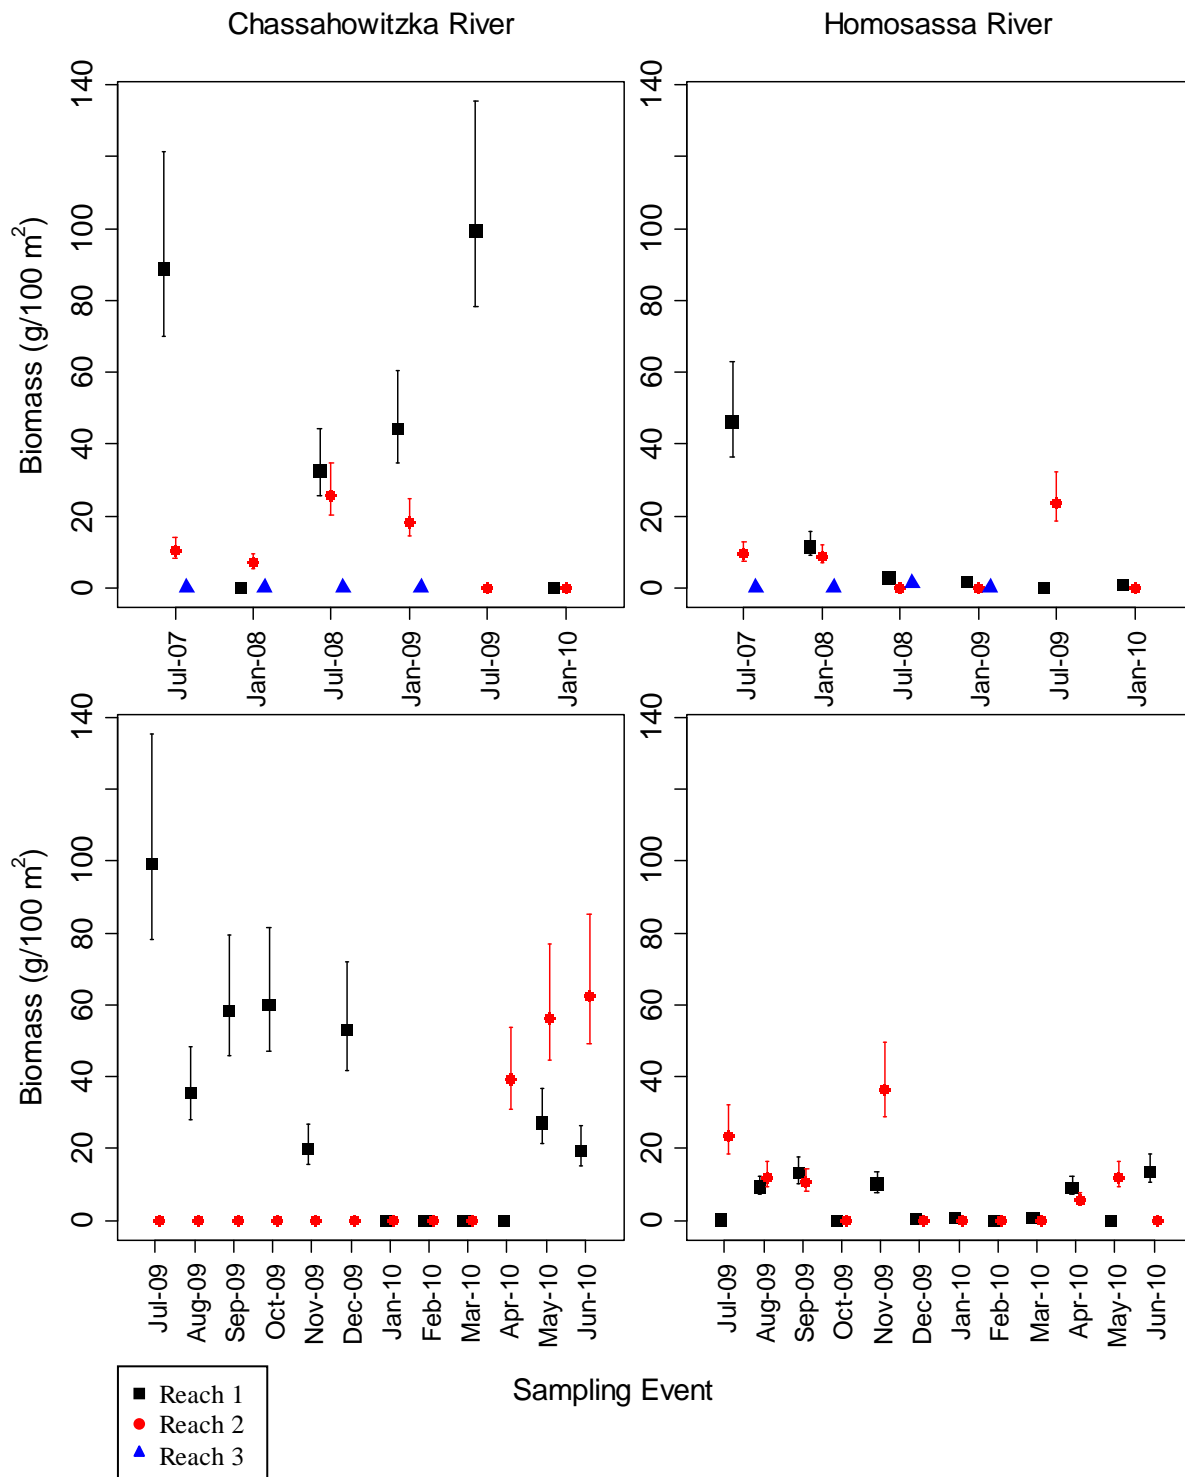 Chassahowitzka River
Homosassa River
Biomass (g/100 m²)
0 20 40 60 80 100 140
Jul-07 Jan-08 Jul-08 Jan-09 Jul-09 Jan-10
0 20 40 60 80 100 140
Jul-07 Jan-08 Jul-08 Jan-09 Jul-09 Jan-10
Biomass (g/100 m²)
0 20 40 60 80 100 140
Jul-09 Aug-09 Sep-09 Oct-09 Nov-09 Dec-09 Jan-10 Feb-10 Mar-10 Apr-10 May-10 Jun-10
0 20 40 60 80 100 140
Jul-09 Aug-09 Sep-09 Oct-09 Nov-09 Dec-09 Jan-10 Feb-10 Mar-10 Apr-10 May-10 Jun-10
Sampling Event
Reach 1
Reach 2
Reach 3